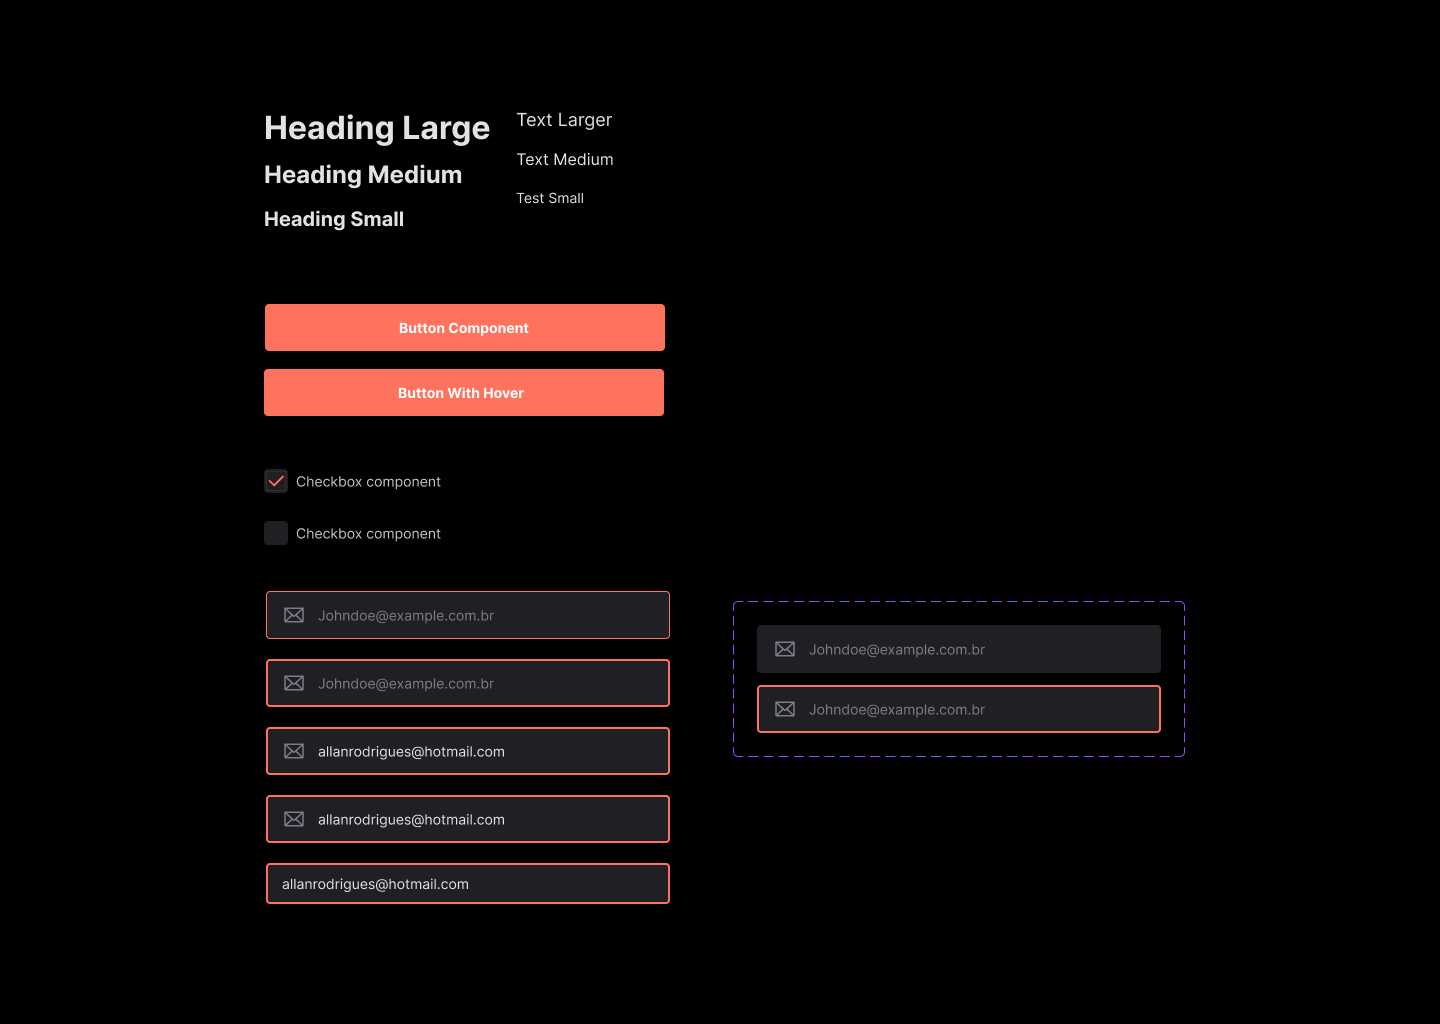 Heading Large
Heading Medium
Heading Small
Text Larger
Text Medium
Test Small
Button Component
Button With Hover
Checkbox component
Checkbox component
Johndoe@example.com.br
Johndoe@example.com.br
allanrodrigues@hotmail.com
allanrodrigues@hotmail.com
allanrodrigues@hotmail.com
Johndoe@example.com.br
Johndoe@example.com.br